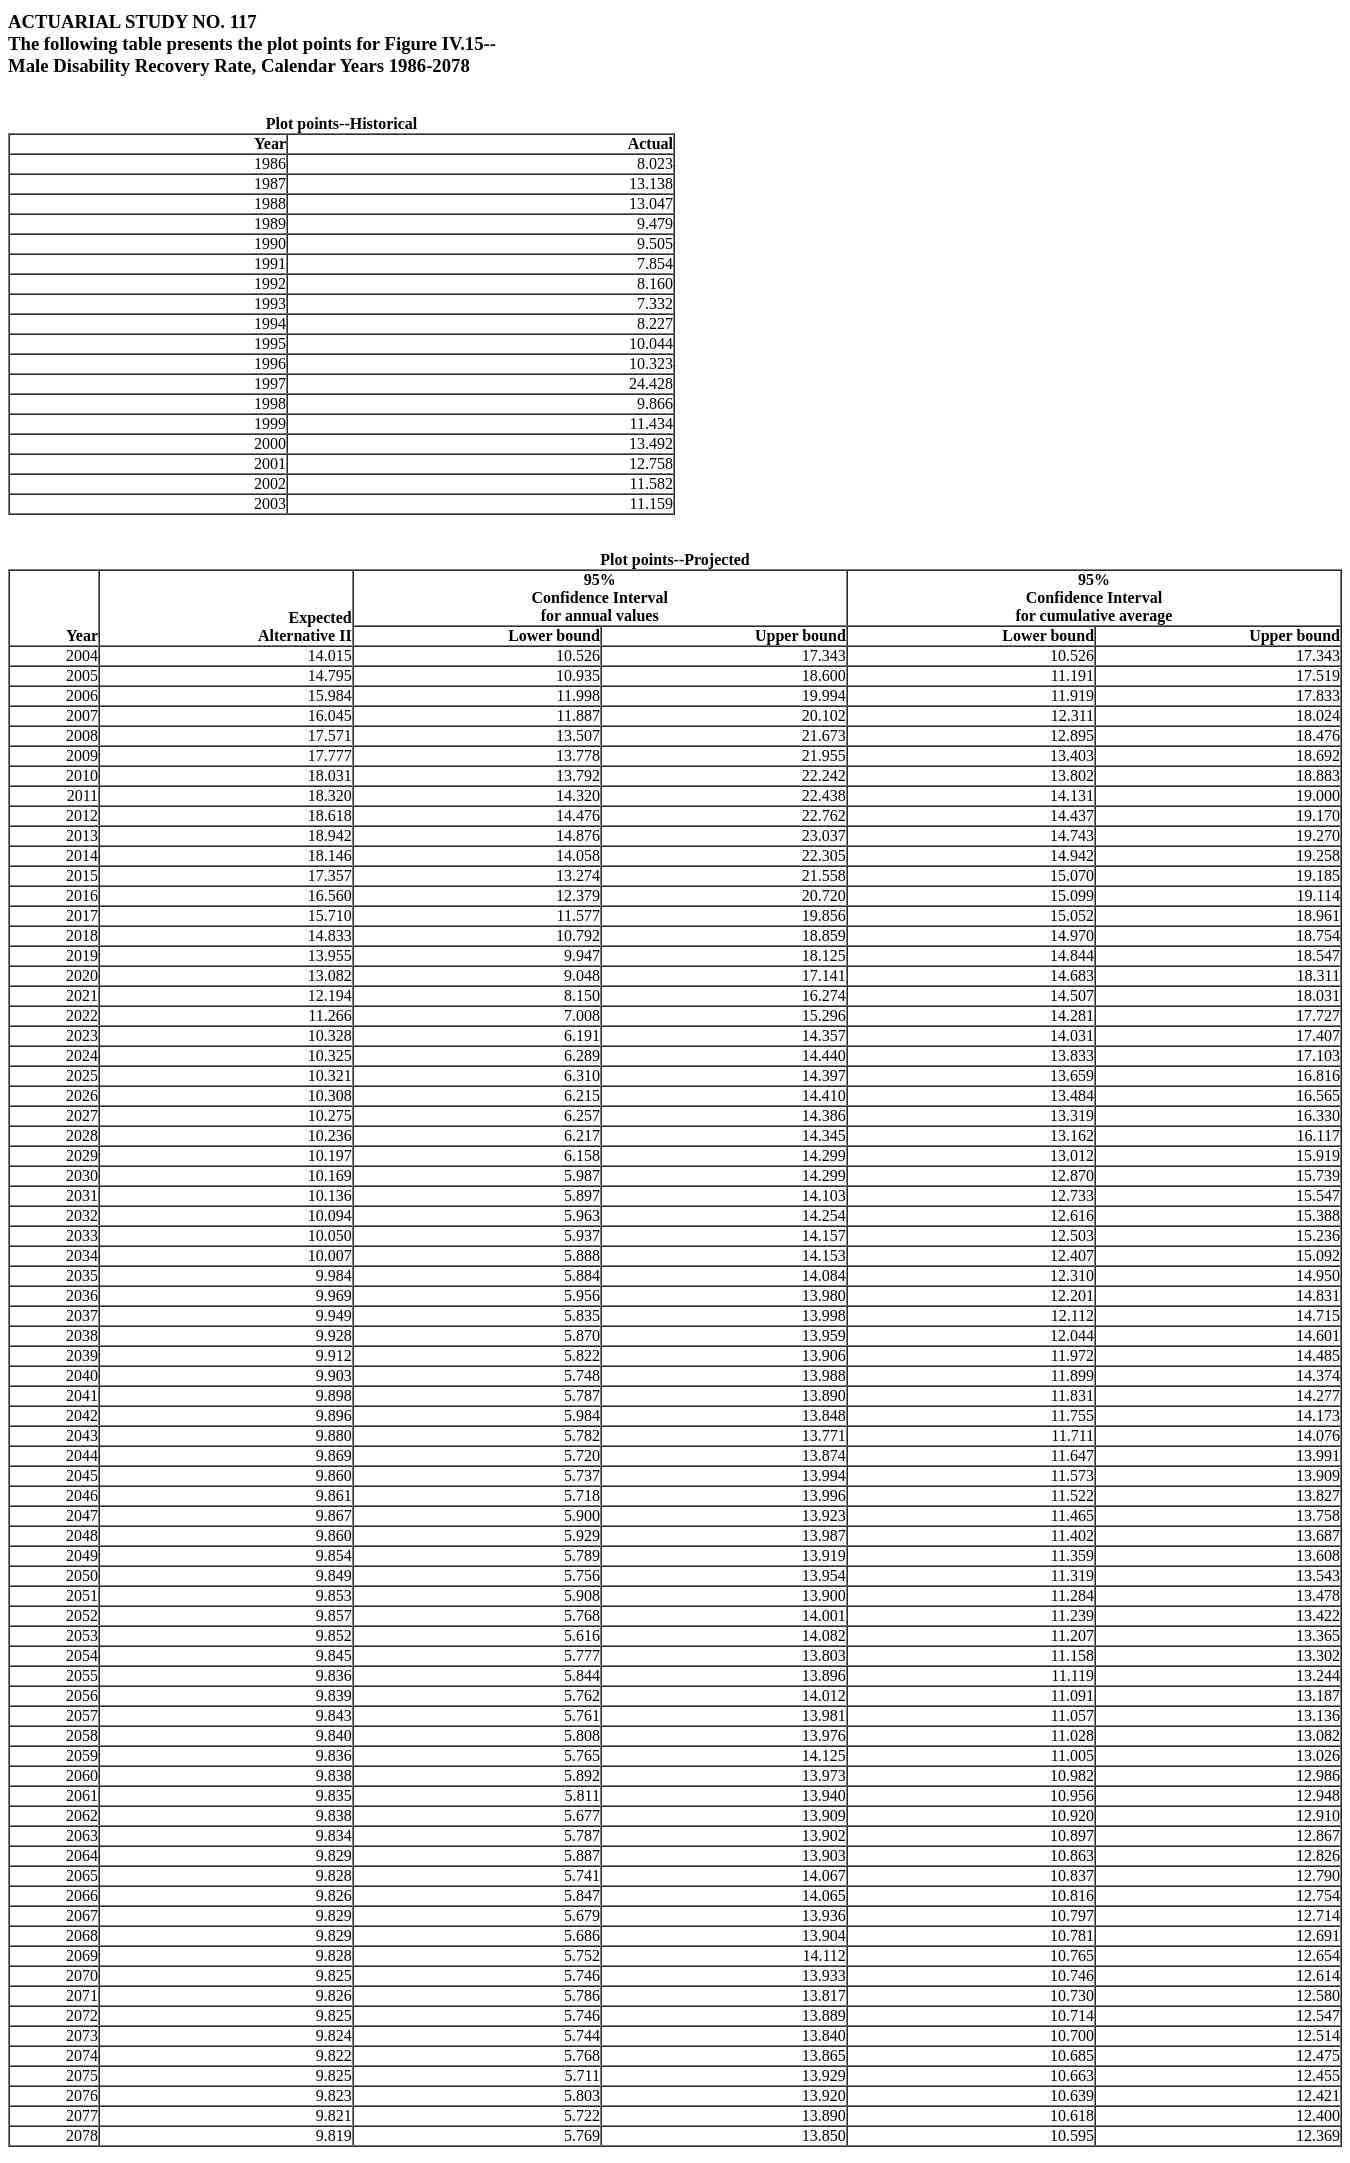 ACTUARIAL STUDY NO. 117
The following table presents the plot points for Figure IV.15--
Male Disability Recovery Rate, Calendar Years 1986-2078
Plot points--Historical
Year Actual
1986 8.023
1987 13.138
1988 13.047
1989 9.479
1990 9.505
1991 7.854
1992 8.160
1993 7.332
1994 8.227
1995 10.044
1996 10.323
1997 24.428
1998 9.866
1999 11.434
2000 13.492
2001 12.758
2002 11.582
2003 11.159
Plot points--Projected
95% 95%
Confidence Interval Confidence Interval
Expected for annual values for cumulative average
Year Alternative II Lower bound Upper bound Lower bound Upper bound
2004 14.015 10.526 17.343 10.526 17.343
2005 14.795 10.935 18.600 11.191 17.519
2006 15.984 11.998 19.994 11.919 17.833
2007 16.045 11.887 20.102 12.311 18.024
2008 17.571 13.507 21.673 12.895 18.476
2009 17.777 13.778 21.955 13.403 18.692
2010 18.031 13.792 22.242 13.802 18.883
2011 18.320 14.320 22.438 14.131 19.000
2012 18.618 14.476 22.762 14.437 19.170
2013 18.942 14.876 23.037 14.743 19.270
2014 18.146 14.058 22.305 14.942 19.258
2015 17.357 13.274 21.558 15.070 19.185
2016 16.560 12.379 20.720 15.099 19.114
2017 15.710 11.577 19.856 15.052 18.961
2018 14.833 10.792 18.859 14.970 18.754
2019 13.955 9.947 18.125 14.844 18.547
2020 13.082 9.048 17.141 14.683 18.311
2021 12.194 8.150 16.274 14.507 18.031
2022 11.266 7.008 15.296 14.281 17.727
2023 10.328 6.191 14.357 14.031 17.407
2024 10.325 6.289 14.440 13.833 17.103
2025 10.321 6.310 14.397 13.659 16.816
2026 10.308 6.215 14.410 13.484 16.565
2027 10.275 6.257 14.386 13.319 16.330
2028 10.236 6.217 14.345 13.162 16.117
2029 10.197 6.158 14.299 13.012 15.919
2030 10.169 5.987 14.299 12.870 15.739
2031 10.136 5.897 14.103 12.733 15.547
2032 10.094 5.963 14.254 12.616 15.388
2033 10.050 5.937 14.157 12.503 15.236
2034 10.007 5.888 14.153 12.407 15.092
2035 9.984 5.884 14.084 12.310 14.950
2036 9.969 5.956 13.980 12.201 14.831
2037 9.949 5.835 13.998 12.112 14.715
2038 9.928 5.870 13.959 12.044 14.601
2039 9.912 5.822 13.906 11.972 14.485
2040 9.903 5.748 13.988 11.899 14.374
2041 9.898 5.787 13.890 11.831 14.277
2042 9.896 5.984 13.848 11.755 14.173
2043 9.880 5.782 13.771 11.711 14.076
2044 9.869 5.720 13.874 11.647 13.991
2045 9.860 5.737 13.994 11.573 13.909
2046 9.861 5.718 13.996 11.522 13.827
2047 9.867 5.900 13.923 11.465 13.758
2048 9.860 5.929 13.987 11.402 13.687
2049 9.854 5.789 13.919 11.359 13.608
2050 9.849 5.756 13.954 11.319 13.543
2051 9.853 5.908 13.900 11.284 13.478
2052 9.857 5.768 14.001 11.239 13.422
2053 9.852 5.616 14.082 11.207 13.365
2054 9.845 5.777 13.803 11.158 13.302
2055 9.836 5.844 13.896 11.119 13.244
2056 9.839 5.762 14.012 11.091 13.187
2057 9.843 5.761 13.981 11.057 13.136
2058 9.840 5.808 13.976 11.028 13.082
2059 9.836 5.765 14.125 11.005 13.026
2060 9.838 5.892 13.973 10.982 12.986
2061 9.835 5.811 13.940 10.956 12.948
2062 9.838 5.677 13.909 10.920 12.910
2063 9.834 5.787 13.902 10.897 12.867
2064 9.829 5.887 13.903 10.863 12.826
2065 9.828 5.741 14.067 10.837 12.790
2066 9.826 5.847 14.065 10.816 12.754
2067 9.829 5.679 13.936 10.797 12.714
2068 9.829 5.686 13.904 10.781 12.691
2069 9.828 5.752 14.112 10.765 12.654
2070 9.825 5.746 13.933 10.746 12.614
2071 9.826 5.786 13.817 10.730 12.580
2072 9.825 5.746 13.889 10.714 12.547
2073 9.824 5.744 13.840 10.700 12.514
2074 9.822 5.768 13.865 10.685 12.475
2075 9.825 5.711 13.929 10.663 12.455
2076 9.823 5.803 13.920 10.639 12.421
2077 9.821 5.722 13.890 10.618 12.400
2078 9.819 5.769 13.850 10.595 12.369